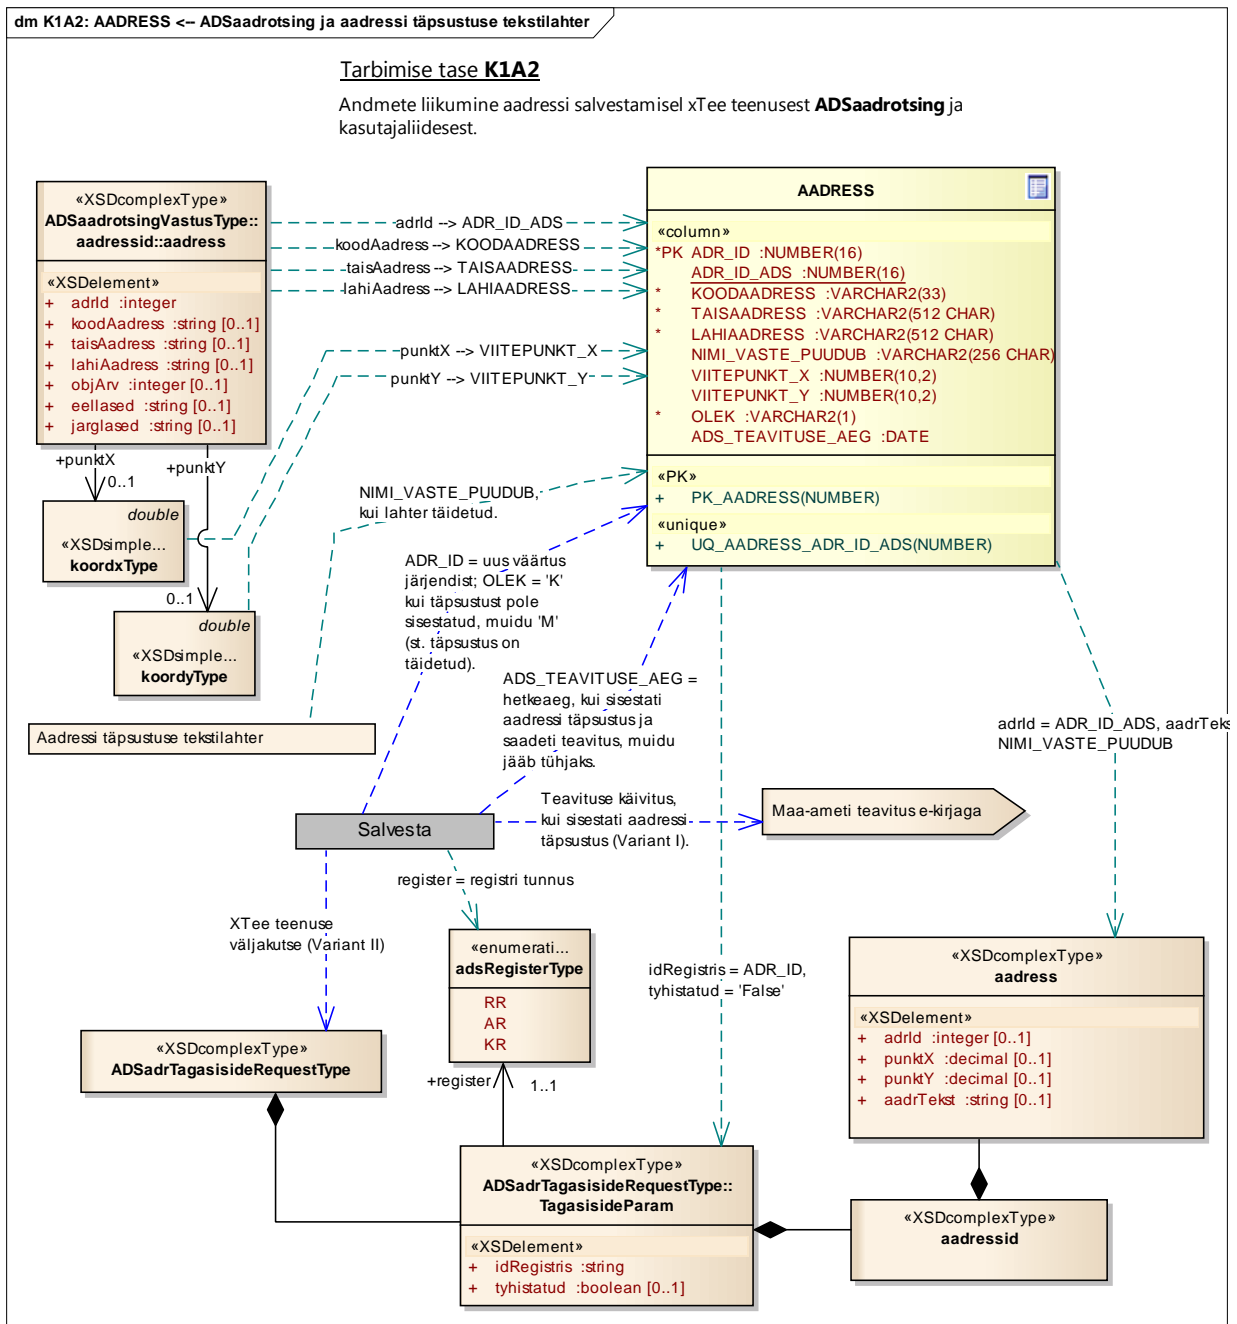 dm K1A2: AADRESS <-- ADSaadrotsing ja aadressi täpsustuse tekstilahter
Tarbimise tase K1A2
Andmete liikumine aadressi salvestamisel xTee teenusest ADSaadrotsing ja
kasutajaliidesest.
«XSDcomplexType»
ADSaadrotsingVastusType::
aadressid::aadress
«XSDelement»
+ adrId :integer
+ koodAadress :string [0..1]
+ taisAadress :string [0..1]
+ lahiAadress :string [0..1]
+ objArv :integer [0..1]
+ eellased :string [0..1]
+ jarglased :string [0..1]
adrId --> ADR_ID_ADS
koodAadress --> KOODAADRESS
taisAadress --> TAISAADRESS
lahiAadress --> LAHIAADRESS
punktX --> VIITEPUNKT_X
punktY --> VIITEPUNKT_Y
AADRESS
«column»
*PK ADR_ID :NUMBER(16)
ADR_ID_ADS :NUMBER(16)
* KOODAADRESS :VARCHAR2(33)
* TAISAADRESS :VARCHAR2(512 CHAR)
* LAHIAADRESS :VARCHAR2(512 CHAR)
NIMI_VASTE_PUUDUB :VARCHAR2(256 CHAR)
VIITEPUNKT_X :NUMBER(10,2)
VIITEPUNKT_Y :NUMBER(10,2)
* OLEK :VARCHAR2(1)
ADS_TEAVITUSE_AEG :DATE
«PK»
+ PK_AADRESS(NUMBER)
«unique»
+ UQ_AADRESS_ADR_ID_ADS(NUMBER)
+punktX
0..1
+punktY
0..1
double
«XSDsimple...
koordxType
double
«XSDsimple...
koordyType
NIMI_VASTE_PUUDUB,
kui lahter täidetud.
ADR_ID = uus väärtus
järjendist; OLEK = 'K'
kui täpsustust pole
sisestatud, muidu 'M'
(st. täpsustus on
täidetud).
ADS_TEAVITUSE_AEG =
hetkeaeg, kui sisestati
aadressi täpsustus ja
saadeti teavitus, muidu
jääb tühjaks.
Aadressi täpsustuse tekstilahter
adrId = ADR_ID_ADS, aadrTeks
NIMI_VASTE_PUUDUB
Salvesta
Teavituse käivitus,
kui sisestati aadressi
täpsustus (Variant I).
Maa-ameti teavitus e-kirjaga
register = registri tunnus
XTee teenuse
väljakutse (Variant II)
«enumerati...
adsRegisterType
RR
AR
KR
idRegistris = ADR_ID,
tyhistatud = 'False'
«XSDcomplexType»
aadress
«XSDelement»
+ adrId :integer [0..1]
+ punktX :decimal [0..1]
+ punktY :decimal [0..1]
+ aadrTekst :string [0..1]
«XSDcomplexType»
ADSadrTagasisideRequestType
+register
1..1
«XSDcomplexType»
ADSadrTagasisideRequestType::
TagasisideParam
«XSDelement»
+ idRegistris :string
+ tyhistatud :boolean [0..1]
«XSDcomplexType»
aadressid